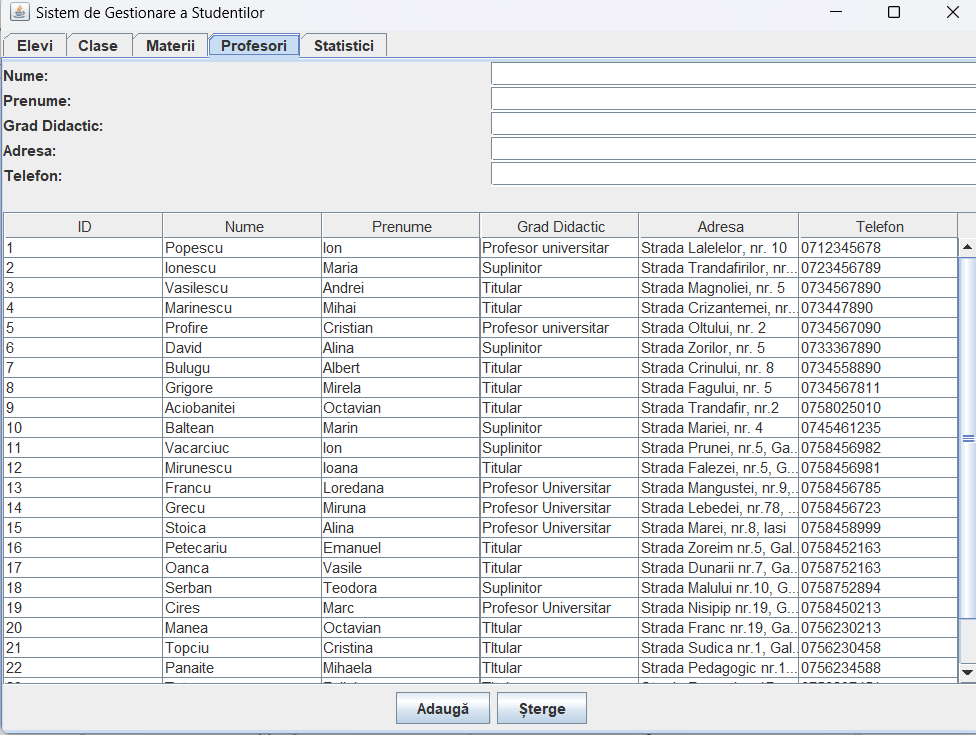 Sistem de Gestionare a Studentilor
Elevi Clase Materii Profesori Statistici
Nume:
Prenume:
Grad Didactic:
Adresa:
Telefon:
ID Nume Prenume Grad Didactic Adresa Telefon
1 Popescu Ion Profesor universitar Strada Lalelelor, nr. 10 0712345678
2 Ionescu Maria Suplinitor Strada Trandafirilor, nr... 0723456789
3 Vasilescu Andrei Titular Strada Magnoliei, nr. 5 0734567890
4 Marinescu Mihai Titular Strada Crizantemei, nr... 073447890
5 Profire Cristian Profesor universitar Strada Oltului, nr. 2 0734567090
6 David Alina Suplinitor Strada Zorilor, nr. 5 0733367890
7 Bulugu Albert Titular Strada Crinului, nr. 8 0734558890
8 Grigore Mirela Titular Strada Fagului, nr. 5 0734567811
9 Aciobanitei Octavian Titular Strada Trandafir, nr.2 0758025010
10 Baltean Marin Suplinitor Strada Mariei, nr. 4 0745461235
11 Vacarciuc Ion Suplinitor Strada Prunei, nr.5, Ga... 0758456982
12 Mirunescu Ioana Titular Strada Falezei, nr.5, G... 0758456981
13 Francu Loredana Profesor Universitar Strada Mangustei, nr.9,... 0758456785
14 Grecu Miruna Profesor Universitar Strada Lebedei, nr.78, ... 0758456723
15 Stoica Alina Profesor Universitar Strada Marei, nr.8, Iasi 0758458999
16 Petecariu Emanuel Titular Strada Zoreim nr.5, Gal... 0758452163
17 Oanca Vasile Titular Strada Dunarii nr.7, Ga... 0758752163
18 Serban Teodora Suplinitor Strada Malului nr.10, G... 0758752894
19 Cires Marc Profesor Universitar Strada Nisipip nr.19, G... 0758450213
20 Manea Octavian TItular Strada Franc nr.19, Ga... 0756230213
21 Topciu Cristina TItular Strada Sudica nr.1, Gal... 0756230458
22 Panaite Mihaela TItular Strada Pedagogic nr.1... 0756234588
Adaugă Șterge